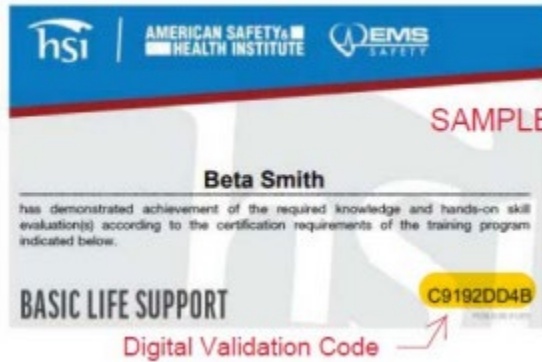 hsi
AMERICAN SAFETY &
HEALTH INSTITUTE
EMS
SAFETY
SAMPLE
Beta Smith
has demonstrated achievement of the required knowledge and hands-on skill
evaluation(s) according to the certification requirements of the training program
indicated below.
BASIC LIFE SUPPORT
C9192DD4B
Digital Validation Code